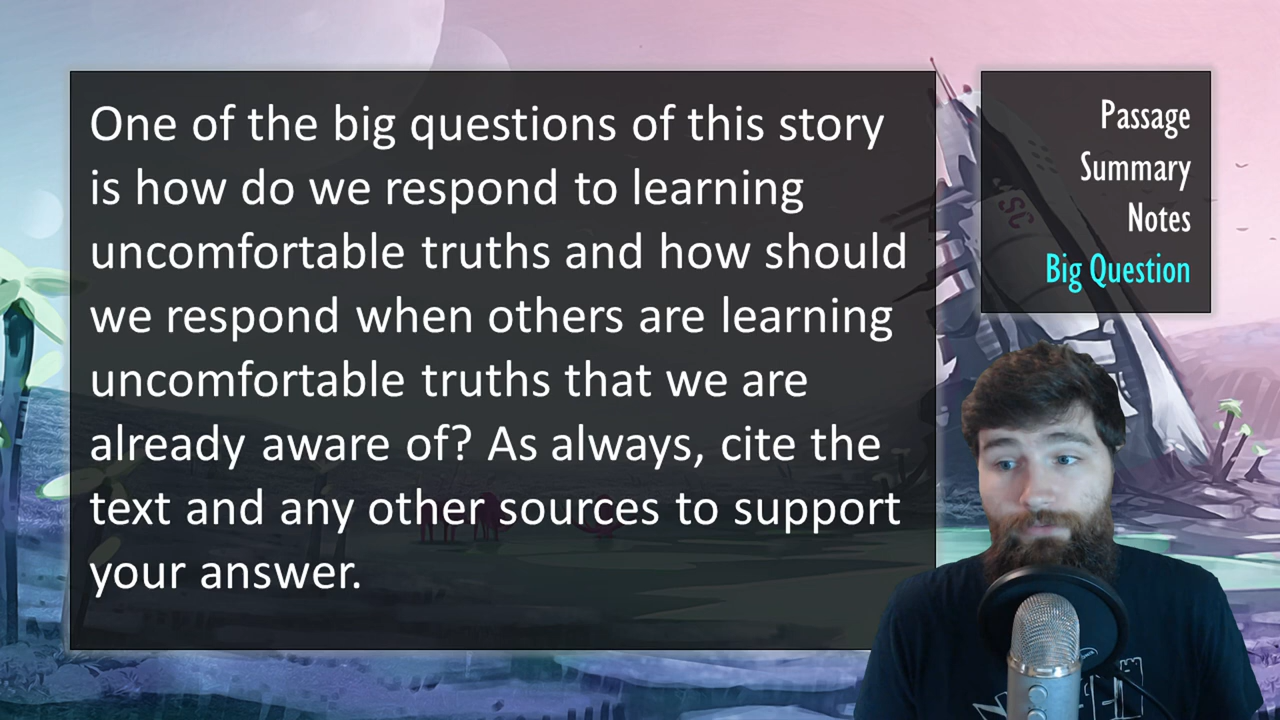 One of the big questions of this story
is how do we respond to learning
uncomfortable truths and how should
we respond when others are learning
uncomfortable truths that we are
already aware of? As always, cite the
text and any other sources to support
your answer.
Passage
Summary
Notes
Big Question